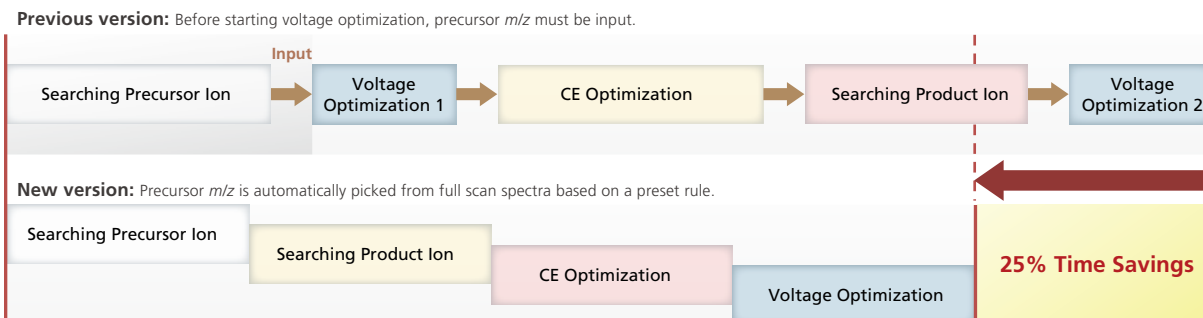 Previous version: Before starting voltage optimization, precursor m/z must be input.
Input
Searching Precursor Ion
Voltage
Optimization 1
CE Optimization
Searching Product Ion
Voltage
Optimization 2
New version: Precursor m/z is automatically picked from full scan spectra based on a preset rule.
Searching Precursor Ion
Searching Product Ion
CE Optimization
Voltage Optimization
25% Time Savings